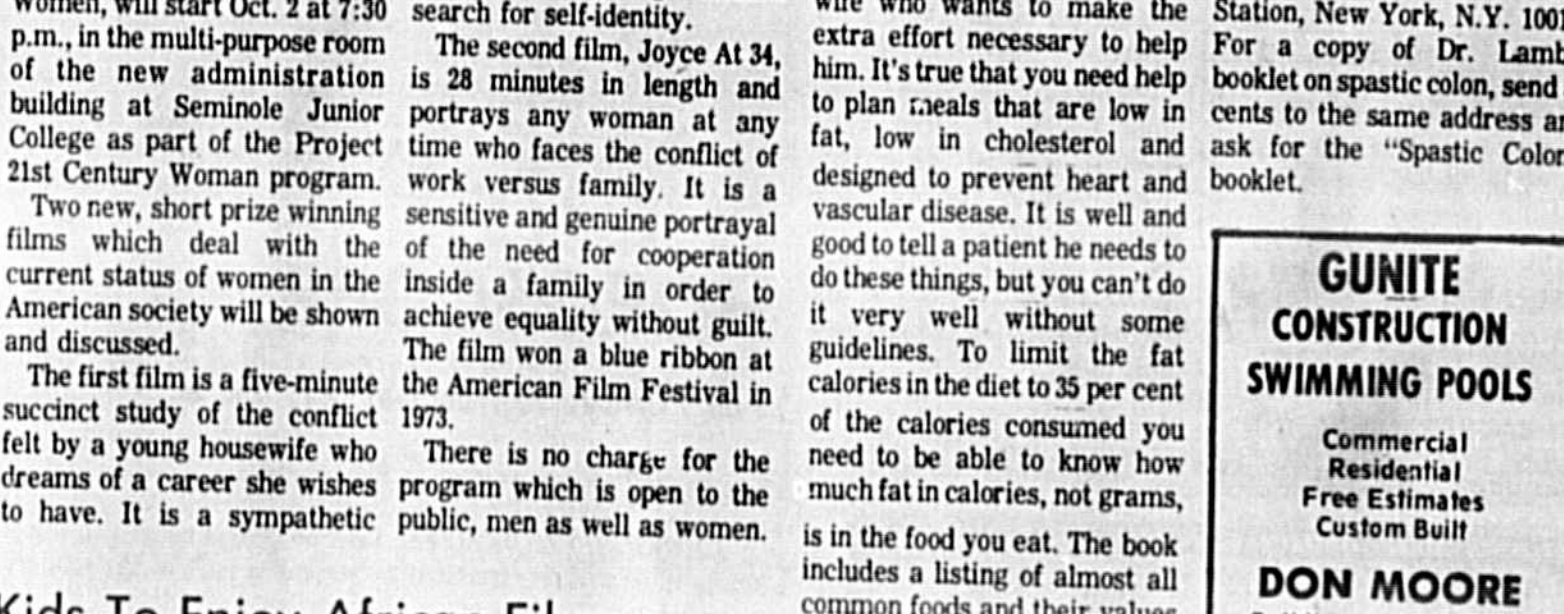 Women, will start Oct. 2 at 7:30
p.m., in the multi-purpose room
of the new administration
building at Seminole Junior
College as part of the Project
21st Century Woman program.
Two new, short prize winning
films which deal with the
current status of women in the
American society will be shown
and discussed.
The first film is a five-minute
succinct study of the conflict
felt by a young housewife who
dreams of a career she wishes
to have. It is a sympathetic
search for self-identity.
The second film, Joyce At 34,
is 28 minutes in length and
portrays any woman at any
time who faces the conflict of
work versus family. It is a
sensitive and genuine portrayal
of the need for cooperation
inside a family in order to
achieve equality without guilt.
The film won a blue ribbon at
the American Film Festival in
1973.
There is no charge for the
program which is open to the
public, men as well as women.
Kids To Enjoy African
wife who wants to make the
extra effort necessary to help
him. It's true that you need help
to plan meals that are low in
fat, low in cholesterol and
designed to prevent heart and
vascular disease. It is well and
good to tell a patient he needs to
do these things, but you can't do
it very well without some
guidelines. To limit the fat
calories in the diet to 35 per cent
of the calories consumed you
need to be able to know how
much fat in calories, not grams,
is in the food you eat. The book
includes a listing of almost all
common foods and their values
Station, New York, N.Y.
For a copy of Dr.
booklet on spastic colon, send
cents to the same address
ask for the "Spastic
booklet.
GUNITE
CONSTRUCTION
SWIMMING POOLS
Commercial
Residential
Free Estimates
Custom Built
DON MOORE